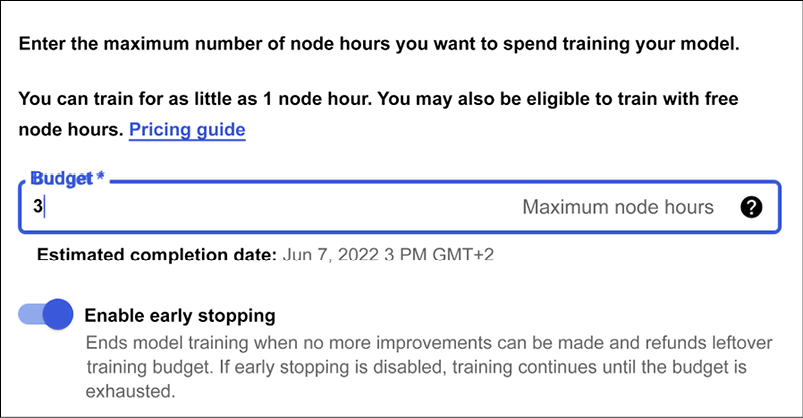 Enter the maximum number of node hours you want to spend training your model.
You can train for as little as 1 node hour. You may also be eligible to train with free
node hours. Pricing guide
Budget *
3 Maximum node hours ?
Estimated completion date: Jun 7, 2022 3 PM GMT+2
Enable early stopping
Ends model training when no more improvements can be made and refunds leftover
training budget. If early stopping is disabled, training continues until the budget is
exhausted.